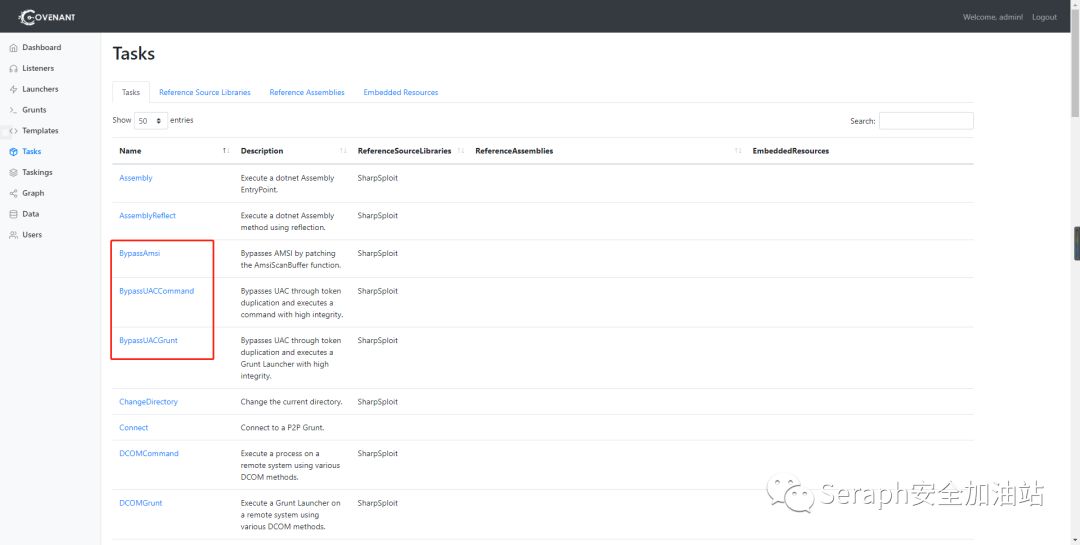 COVENANT
Welcome, admin! Logout
Dashboard
Listeners
Launchers
Grunts
Templates
Tasks
Taskings
Graph
Data
Users
Tasks
Tasks Reference Source Libraries Reference Assemblies Embedded Resources
Show 50 entries
Search:
Name Description ReferenceSourceLibraries ReferenceAssemblies EmbeddedResources
Assembly Execute a dotnet Assembly SharpSploit
EntryPoint.
AssemblyReflect Execute a dotnet Assembly SharpSploit
method using reflection.
BypassAmsi Bypasses AMSI by patching SharpSploit
the AmsiScanBuffer function.
BypassUACCommand Bypasses UAC through token SharpSploit
duplication and executes a
command with high integrity.
BypassUACGrunt Bypasses UAC through token SharpSploit
duplication and executes a
Grunt Launcher with high
integrity.
ChangeDirectory Change the current directory. SharpSploit
Connect Connect to a P2P Grunt.
DCOMCommand Execute a process on a SharpSploit
remote system using various
DCOM methods.
DCOMGrunt Execute a Grunt Launcher on SharpSploit
a remote system using
various DCOM methods.
Seraph安全加油站